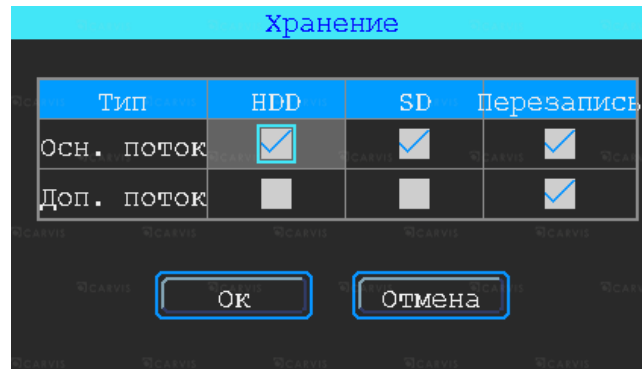 Хранение
Тип HDD SD Перезапись
Осн. поток
Доп. поток
Ок Отмена